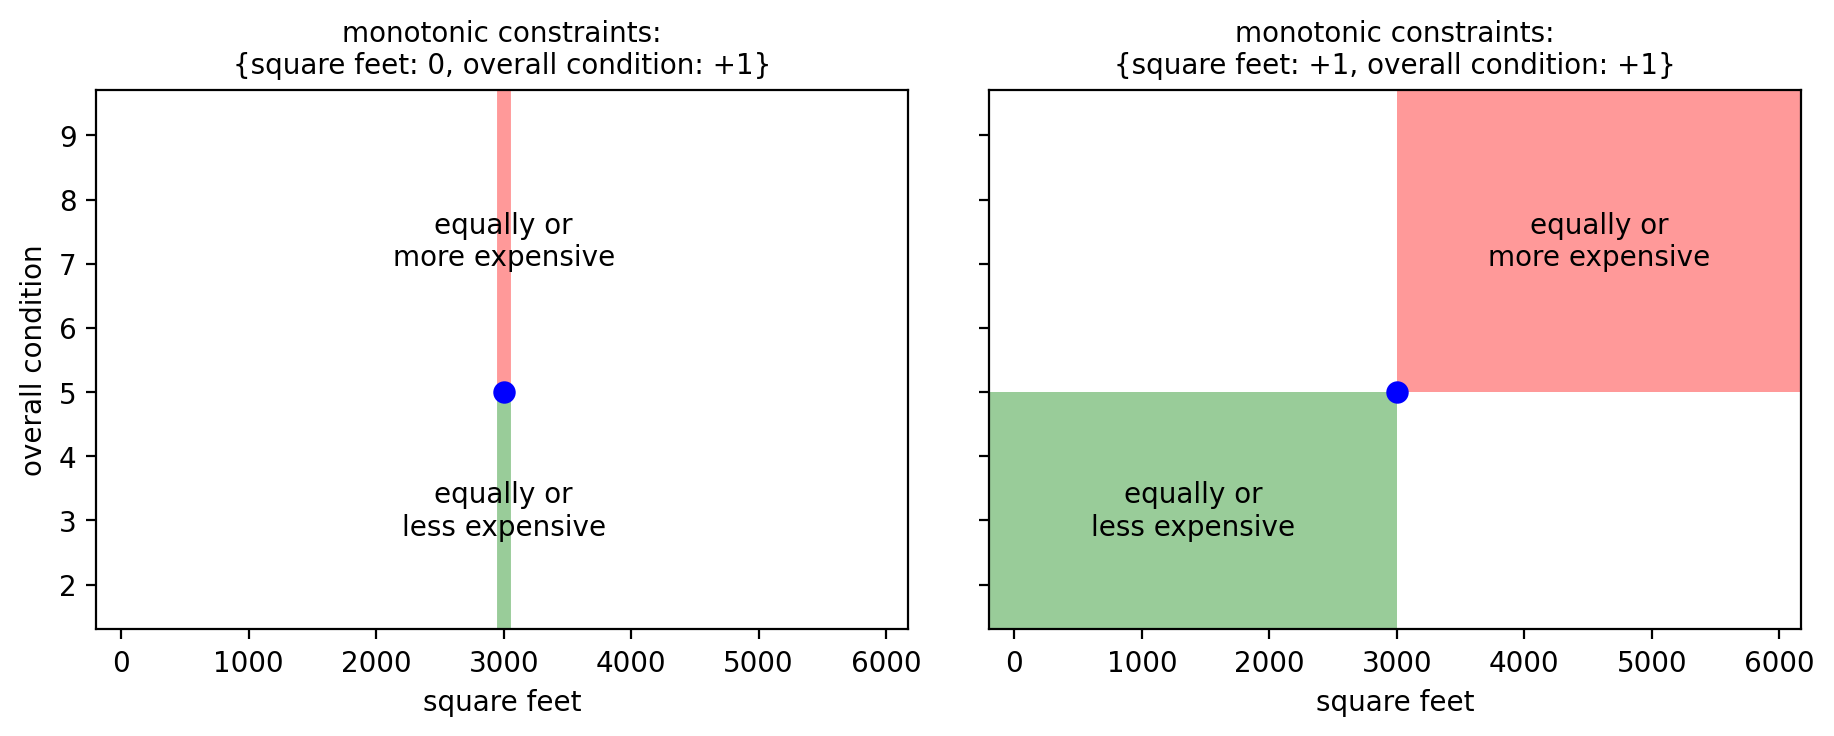 monotonic constraints:
{square feet: 0, overall condition: +1}
overall condition
9
8
7
6
5
4
3
2
equally or
more expensive
equally or
less expensive
0 1000 2000 3000 4000 5000 6000
square feet
monotonic constraints:
{square feet: +1, overall condition: +1}
equally or
more expensive
equally or
less expensive
0 1000 2000 3000 4000 5000 6000
square feet